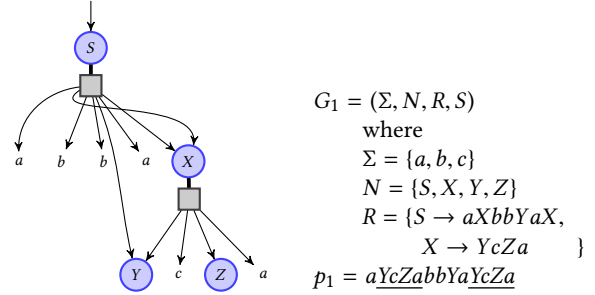 S
a b b a X
Y c Z a
G₁ = (Σ, N, R, S)
where
Σ = {a, b, c}
N = {S, X, Y, Z}
R = {S → aXbbYaX,
X → YcZa }
p₁ = aYcZabbYaYcZa